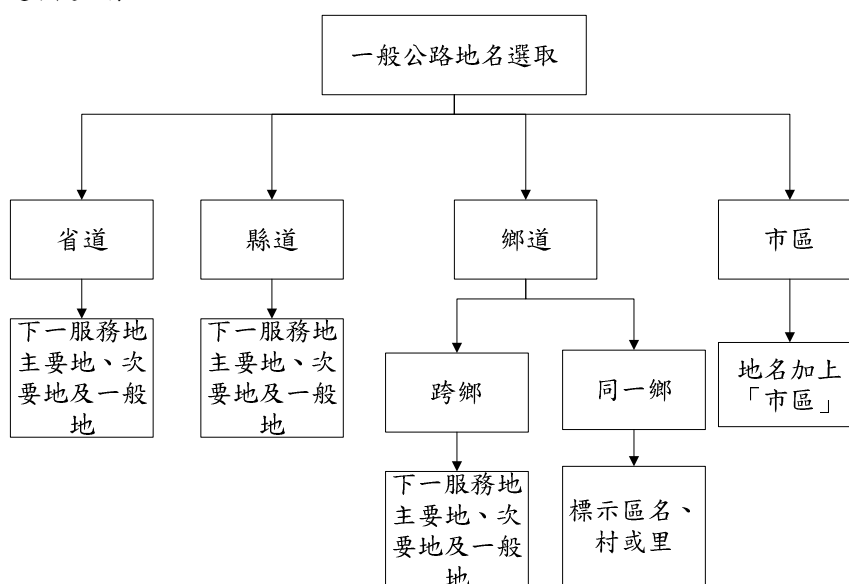 一般公路地名選取
省道
縣道
鄉道
市區
下一服務地
主要地、次
要地及一般
地
下一服務地
主要地、次
要地及一般
地
跨鄉
同一鄉
地名加上
「市區」
下一服務地
主要地、次
要地及一般
地
標示區名、
村或里